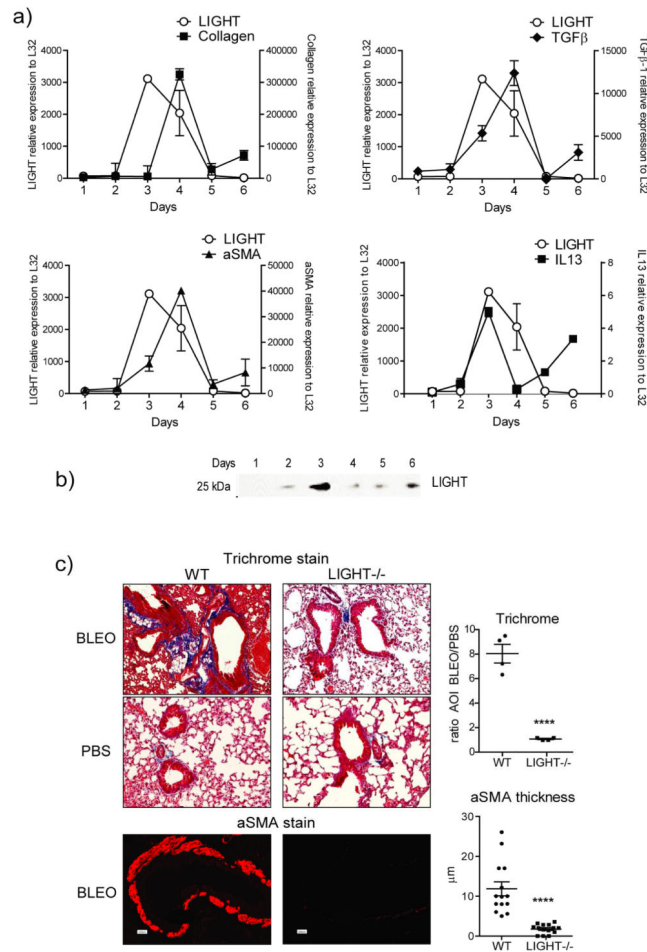 a)
LIGHT
Collagen
LIGHT relative expression to L32
4000
3000
2000
1000
0
Collagen relative expression to L32
400000
300000
200000
100000
0
1 2 3 4 5 6
Days
LIGHT
TGFβ
LIGHT relative expression to L32
4000
3000
2000
1000
0
TGFβ-1 relative expression to L32
15000
10000
5000
0
1 2 3 4 5 6
Days
LIGHT
aSMA
LIGHT relative expression to L32
4000
3000
2000
1000
0
aSMA relative expression to L32
50000
40000
30000
20000
10000
0
1 2 3 4 5 6
Days
LIGHT
IL13
LIGHT relative expression to L32
4000
3000
2000
1000
0
IL13 relative expression to L32
8
6
4
2
0
1 2 3 4 5 6
Days
b)
Days 1 2 3 4 5 6
25 kDa
LIGHT
c)
Trichrome stain
WT LIGHT-/-
BLEO
PBS
Trichrome
ratio AOI BLEO/PBS
10
8
6
4
2
0
****
WT LIGHT-/-
aSMA stain
BLEO
aSMA thickness
µm
30
20
10
0
****
WT LIGHT-/-